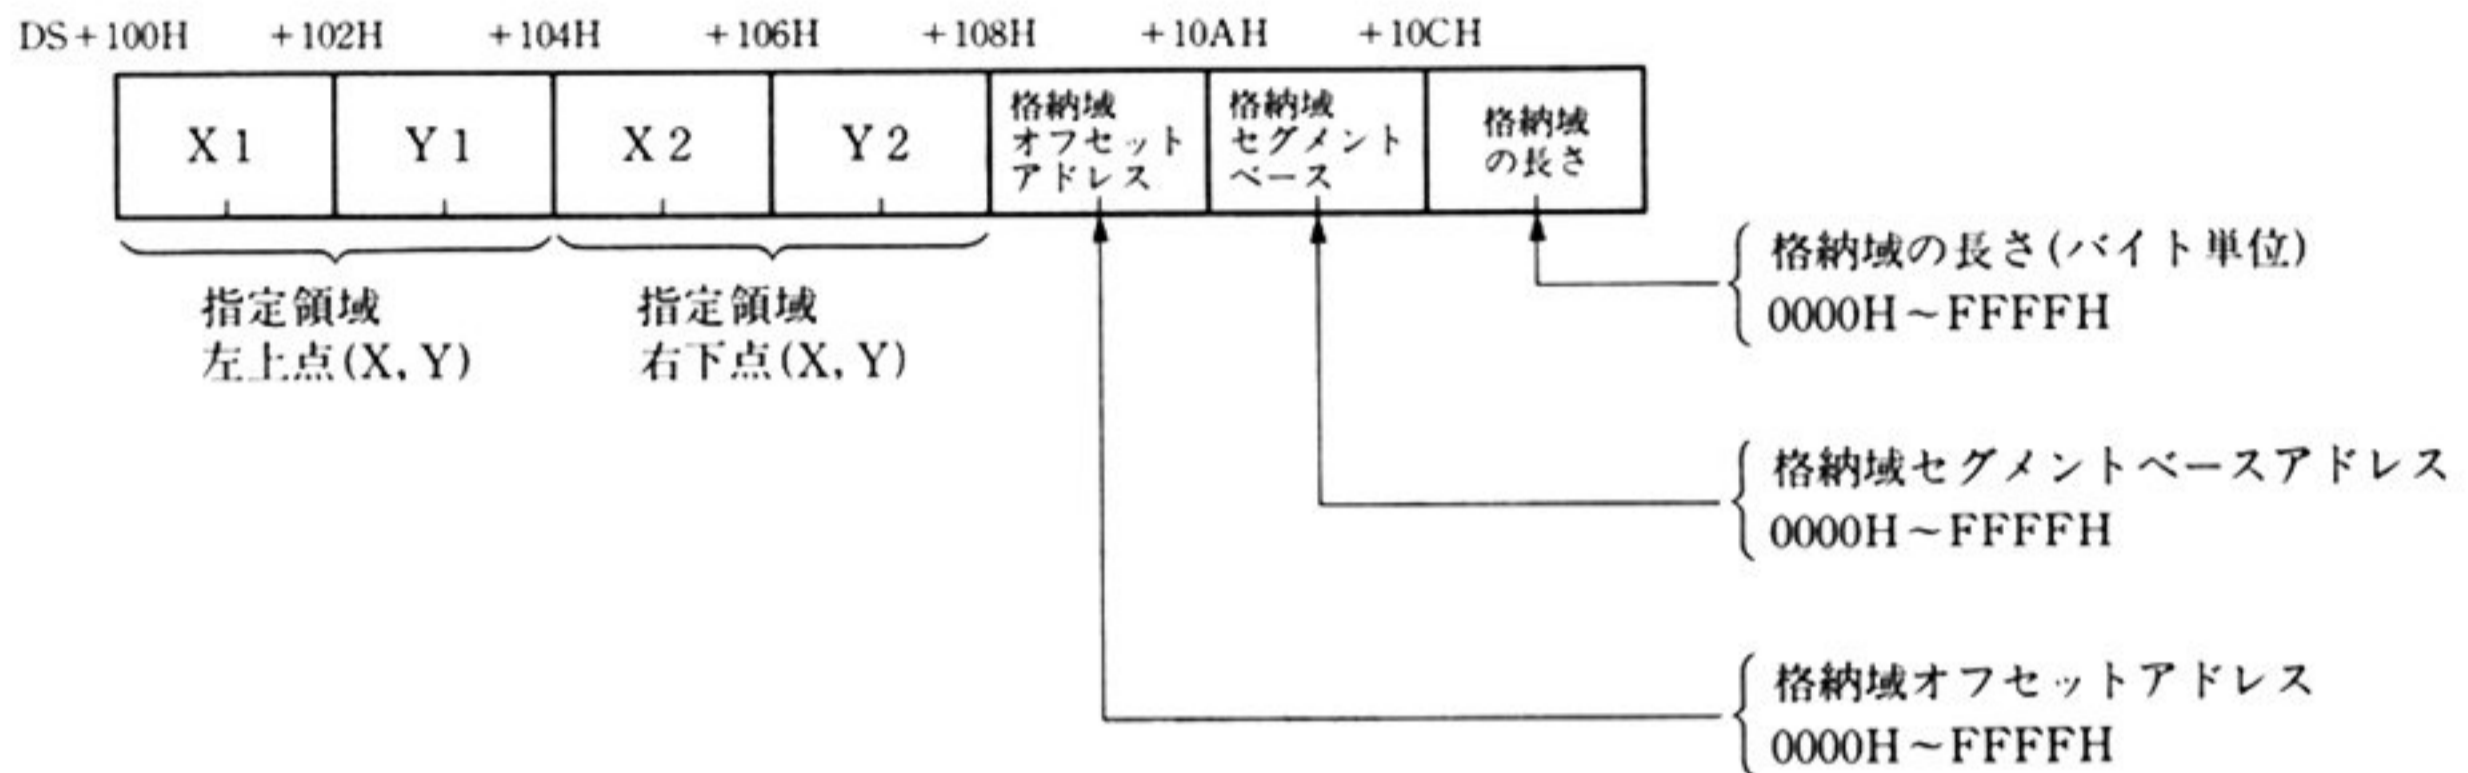 DS+100H +102H +104H +106H +108H +10AH +10CH
X1 Y1 X2 Y2
格納域
オフセット
アドレス
格納域
セグメント
ベース
格納域
の長さ
指定領域
左上点(X, Y)
指定領域
右下点(X, Y)
格納域の長さ(バイト単位)
0000H~FFFFH
格納域セグメントベースアドレス
0000H~FFFFH
格納域オフセットアドレス
0000H~FFFFH